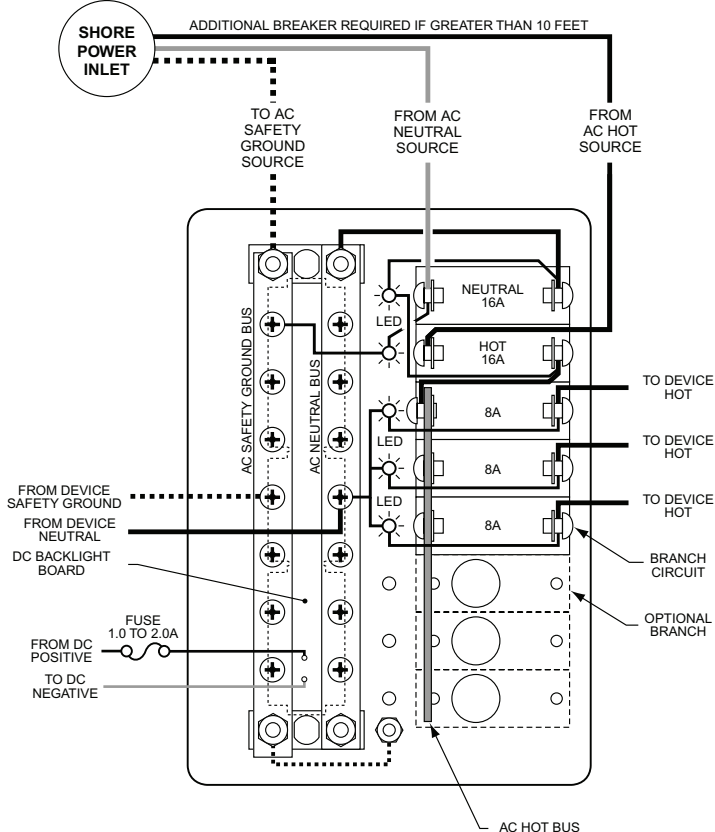 SHORE
POWER
INLET
ADDITIONAL BREAKER REQUIRED IF GREATER THAN 10 FEET
TO AC
SAFETY
GROUND
SOURCE
FROM AC
NEUTRAL
SOURCE
FROM
AC HOT
SOURCE
AC SAFETY GROUND BUS
AC NEUTRAL BUS
NEUTRAL
16A
LED
HOT
16A
8A
TO DEVICE
HOT
LED
8A
TO DEVICE
HOT
LED
8A
TO DEVICE
HOT
FROM DEVICE
SAFETY GROUND
FROM DEVICE
NEUTRAL
DC BACKLIGHT
BOARD
BRANCH
CIRCUIT
OPTIONAL
BRANCH
FUSE
1.0 TO 2.0A
FROM DC
POSITIVE
TO DC
NEGATIVE
AC HOT BUS